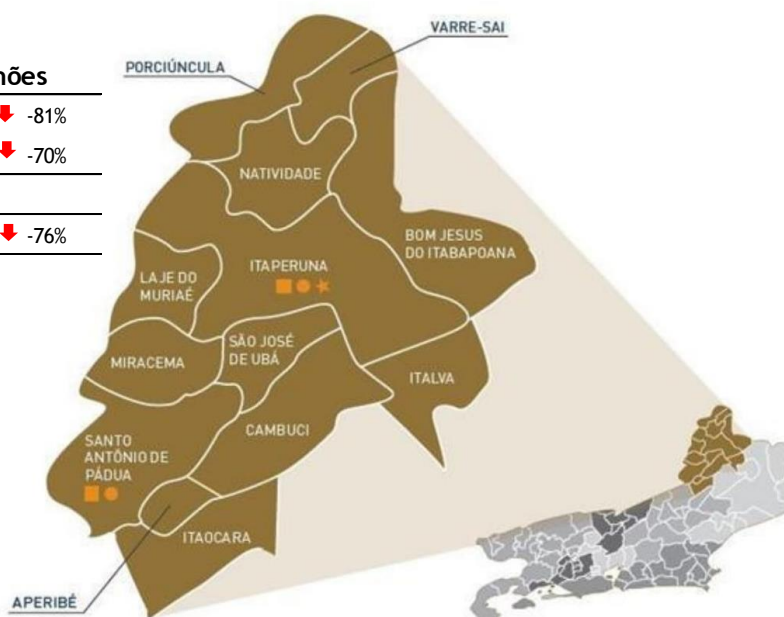 VARRE-SAI
PORCIÚNCULA
-81%
-70%
-76%
NATIVIDADE
BOM JESUS
DO ITABAPOANA
ITAPERUNA
LAJE DO
MURIAÉ
SÃO JOSÉ
DE UBÁ
MIRACEMA
ITALVA
CAMBUCI
SANTO
ANTÔNIO DE
PÁDUA
ITAOCARA
APERIBÉ